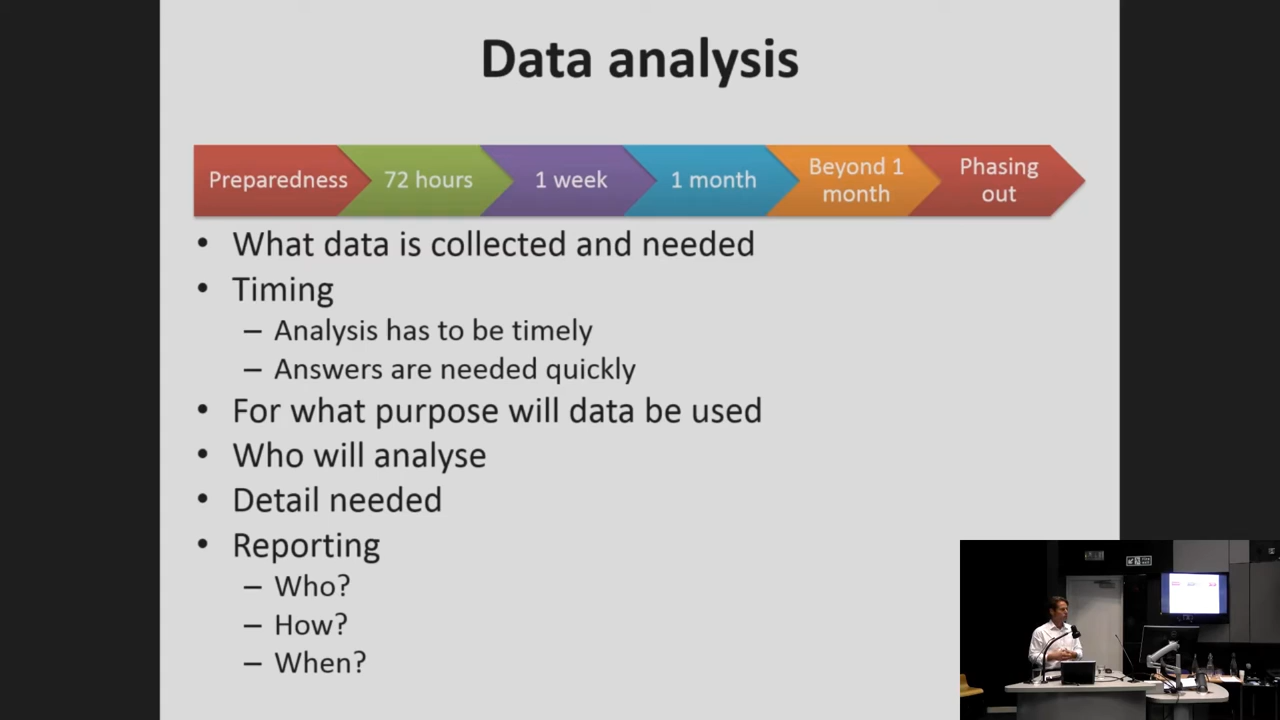 Data analysis
Preparedness
72 hours
1 week
1 month
Beyond 1
month
Phasing
out
• What data is collected and needed
• Timing
– Analysis has to be timely
– Answers are needed quickly
• For what purpose will data be used
• Who will analyse
• Detail needed
• Reporting
– Who?
– How?
– When?